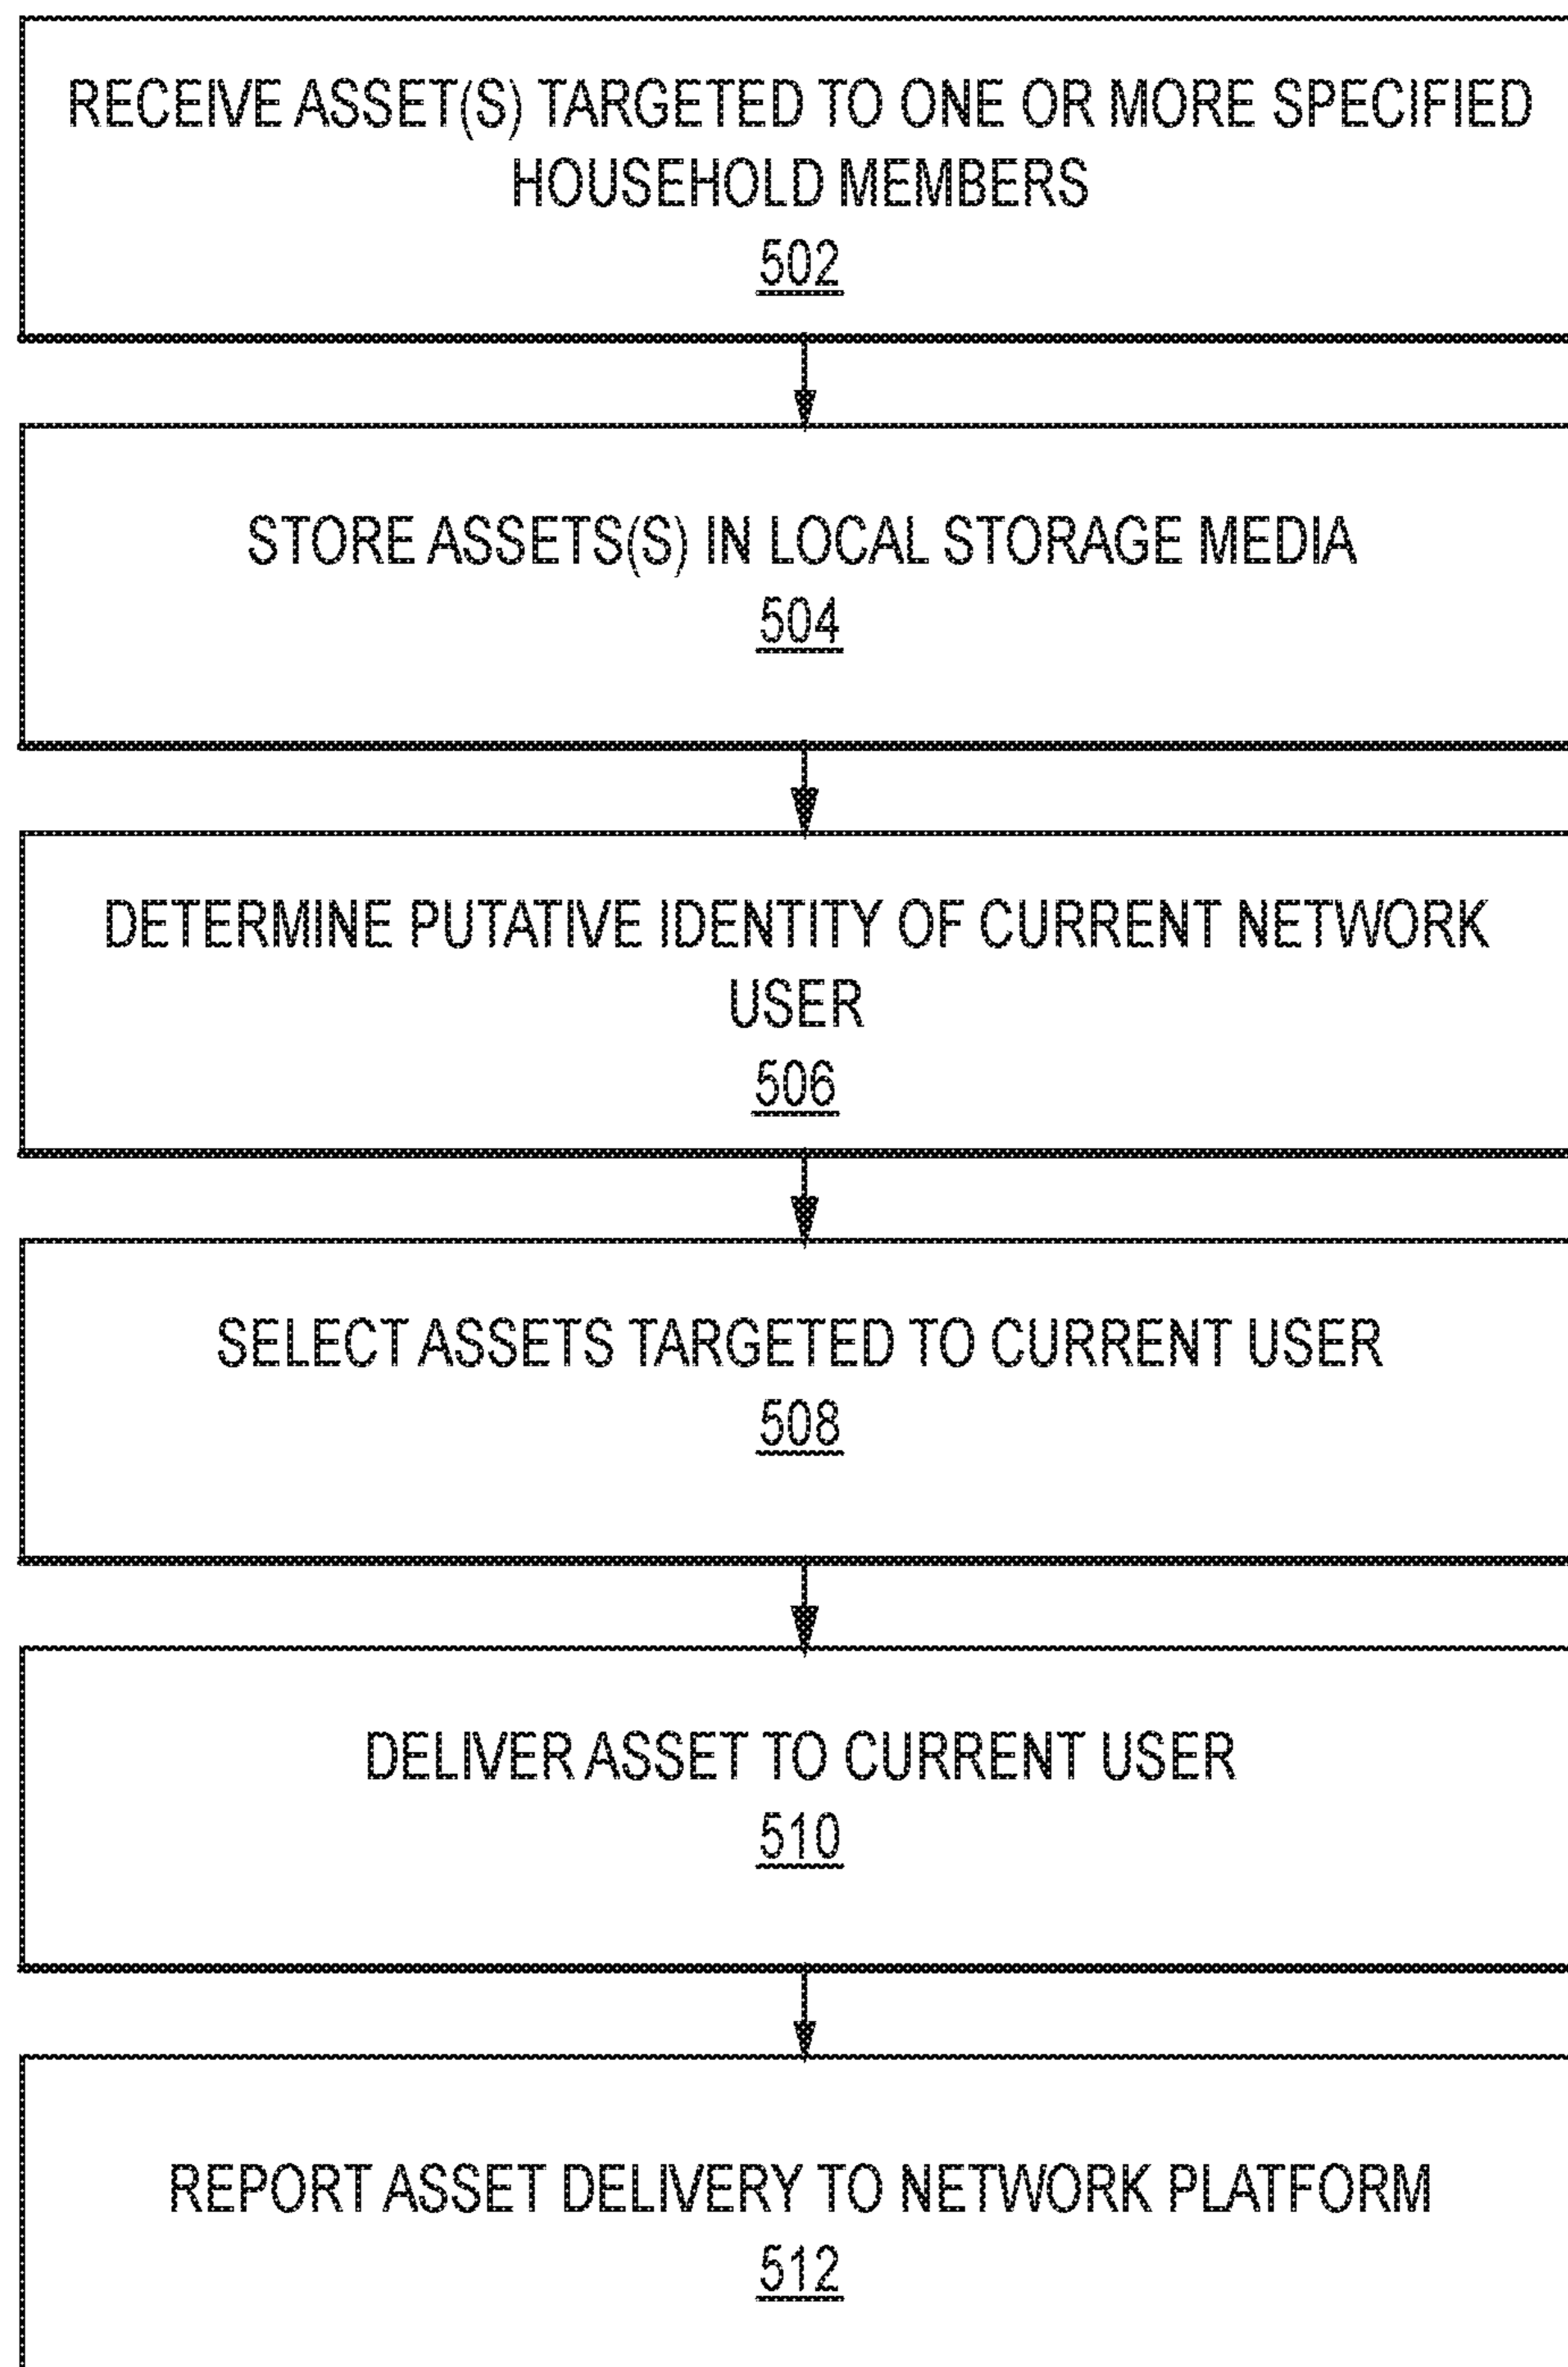 RECEIVE ASSET(S) TARGETED TO ONE OR MORE SPECIFIED
HOUSEHOLD MEMBERS
502
STORE ASSETS(S) IN LOCAL STORAGE MEDIA
504
DETERMINE PUTATIVE IDENTITY OF CURRENT NETWORK
USER
506
SELECT ASSETS TARGETED TO CURRENT USER
508
DELIVER ASSET TO CURRENT USER
510
REPORT ASSET DELIVERY TO NETWORK PLATFORM
512